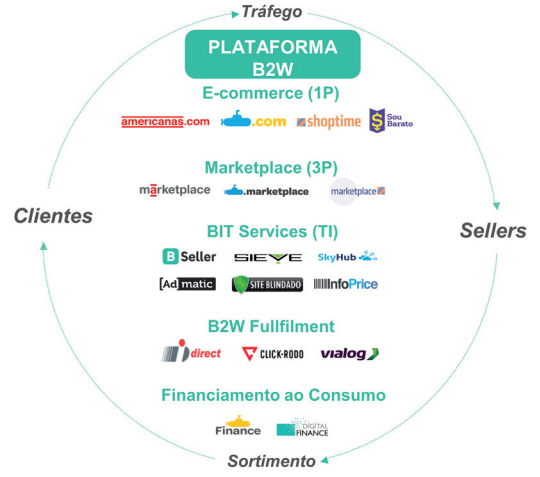 Tráfego
PLATAFORMA
B2W
E-commerce (1P)
americanas.com .com shoptime Sou
Barato
Marketplace (3P)
marketplace .marketplace marketplace
Clientes
Sellers
BIT Services (TI)
B Seller SIEVE SkyHub
[Ad]matic SITE BLINDADO InfoPrice
B2W Fullfilment
direct CLICK-RODO vialog
Financiamento ao Consumo
Finance DIGITAL
FINANCE
Sortimento